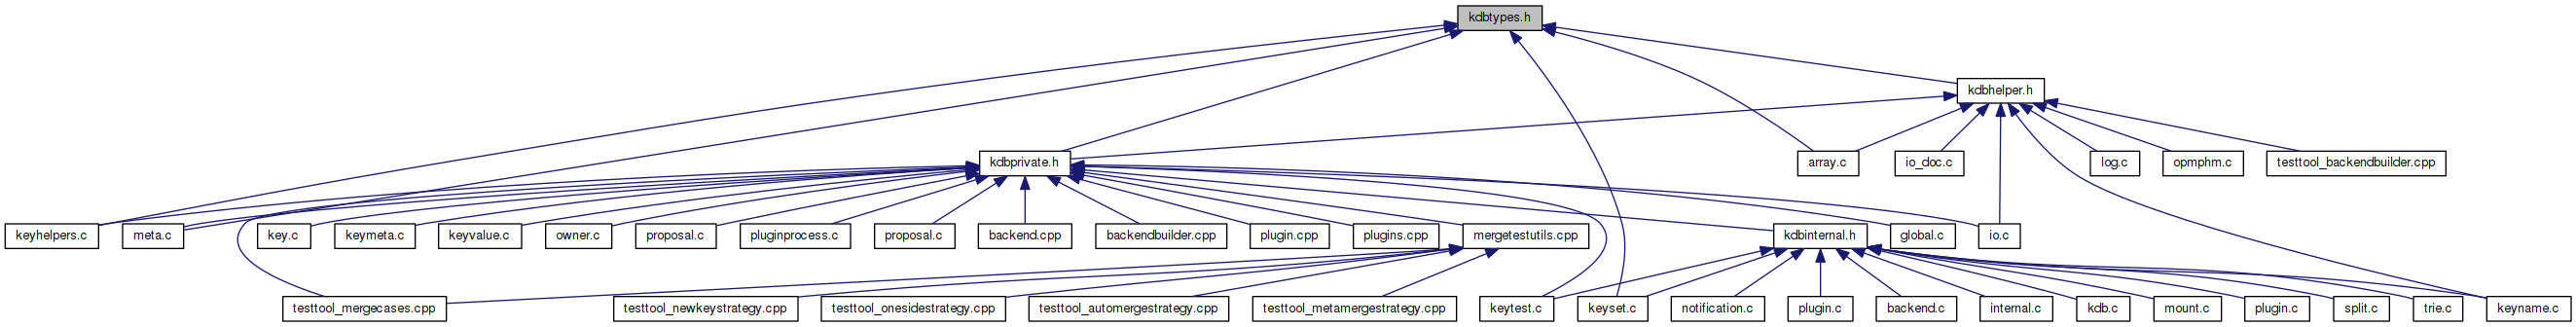 kdbtypes.h
kdbhelper.h
kdbprivate.h
array.c
io_doc.c
log.c
opmphm.c
testtool_backendbuilder.cpp
keyhelpers.c
meta.c
key.c
keymeta.c
keyvalue.c
owner.c
proposal.c
pluginprocess.c
proposal.c
backend.cpp
backendbuilder.cpp
plugin.cpp
plugins.cpp
mergetestutils.cpp
kdbinternal.h
global.c
io.c
testtool_mergecases.cpp
testtool_newkeystrategy.cpp
testtool_onesidestrategy.cpp
testtool_automergestrategy.cpp
testtool_metamergestrategy.cpp
keytest.c
keyset.c
notification.c
plugin.c
backend.c
internal.c
kdb.c
mount.c
plugin.c
split.c
trie.c
keyname.c